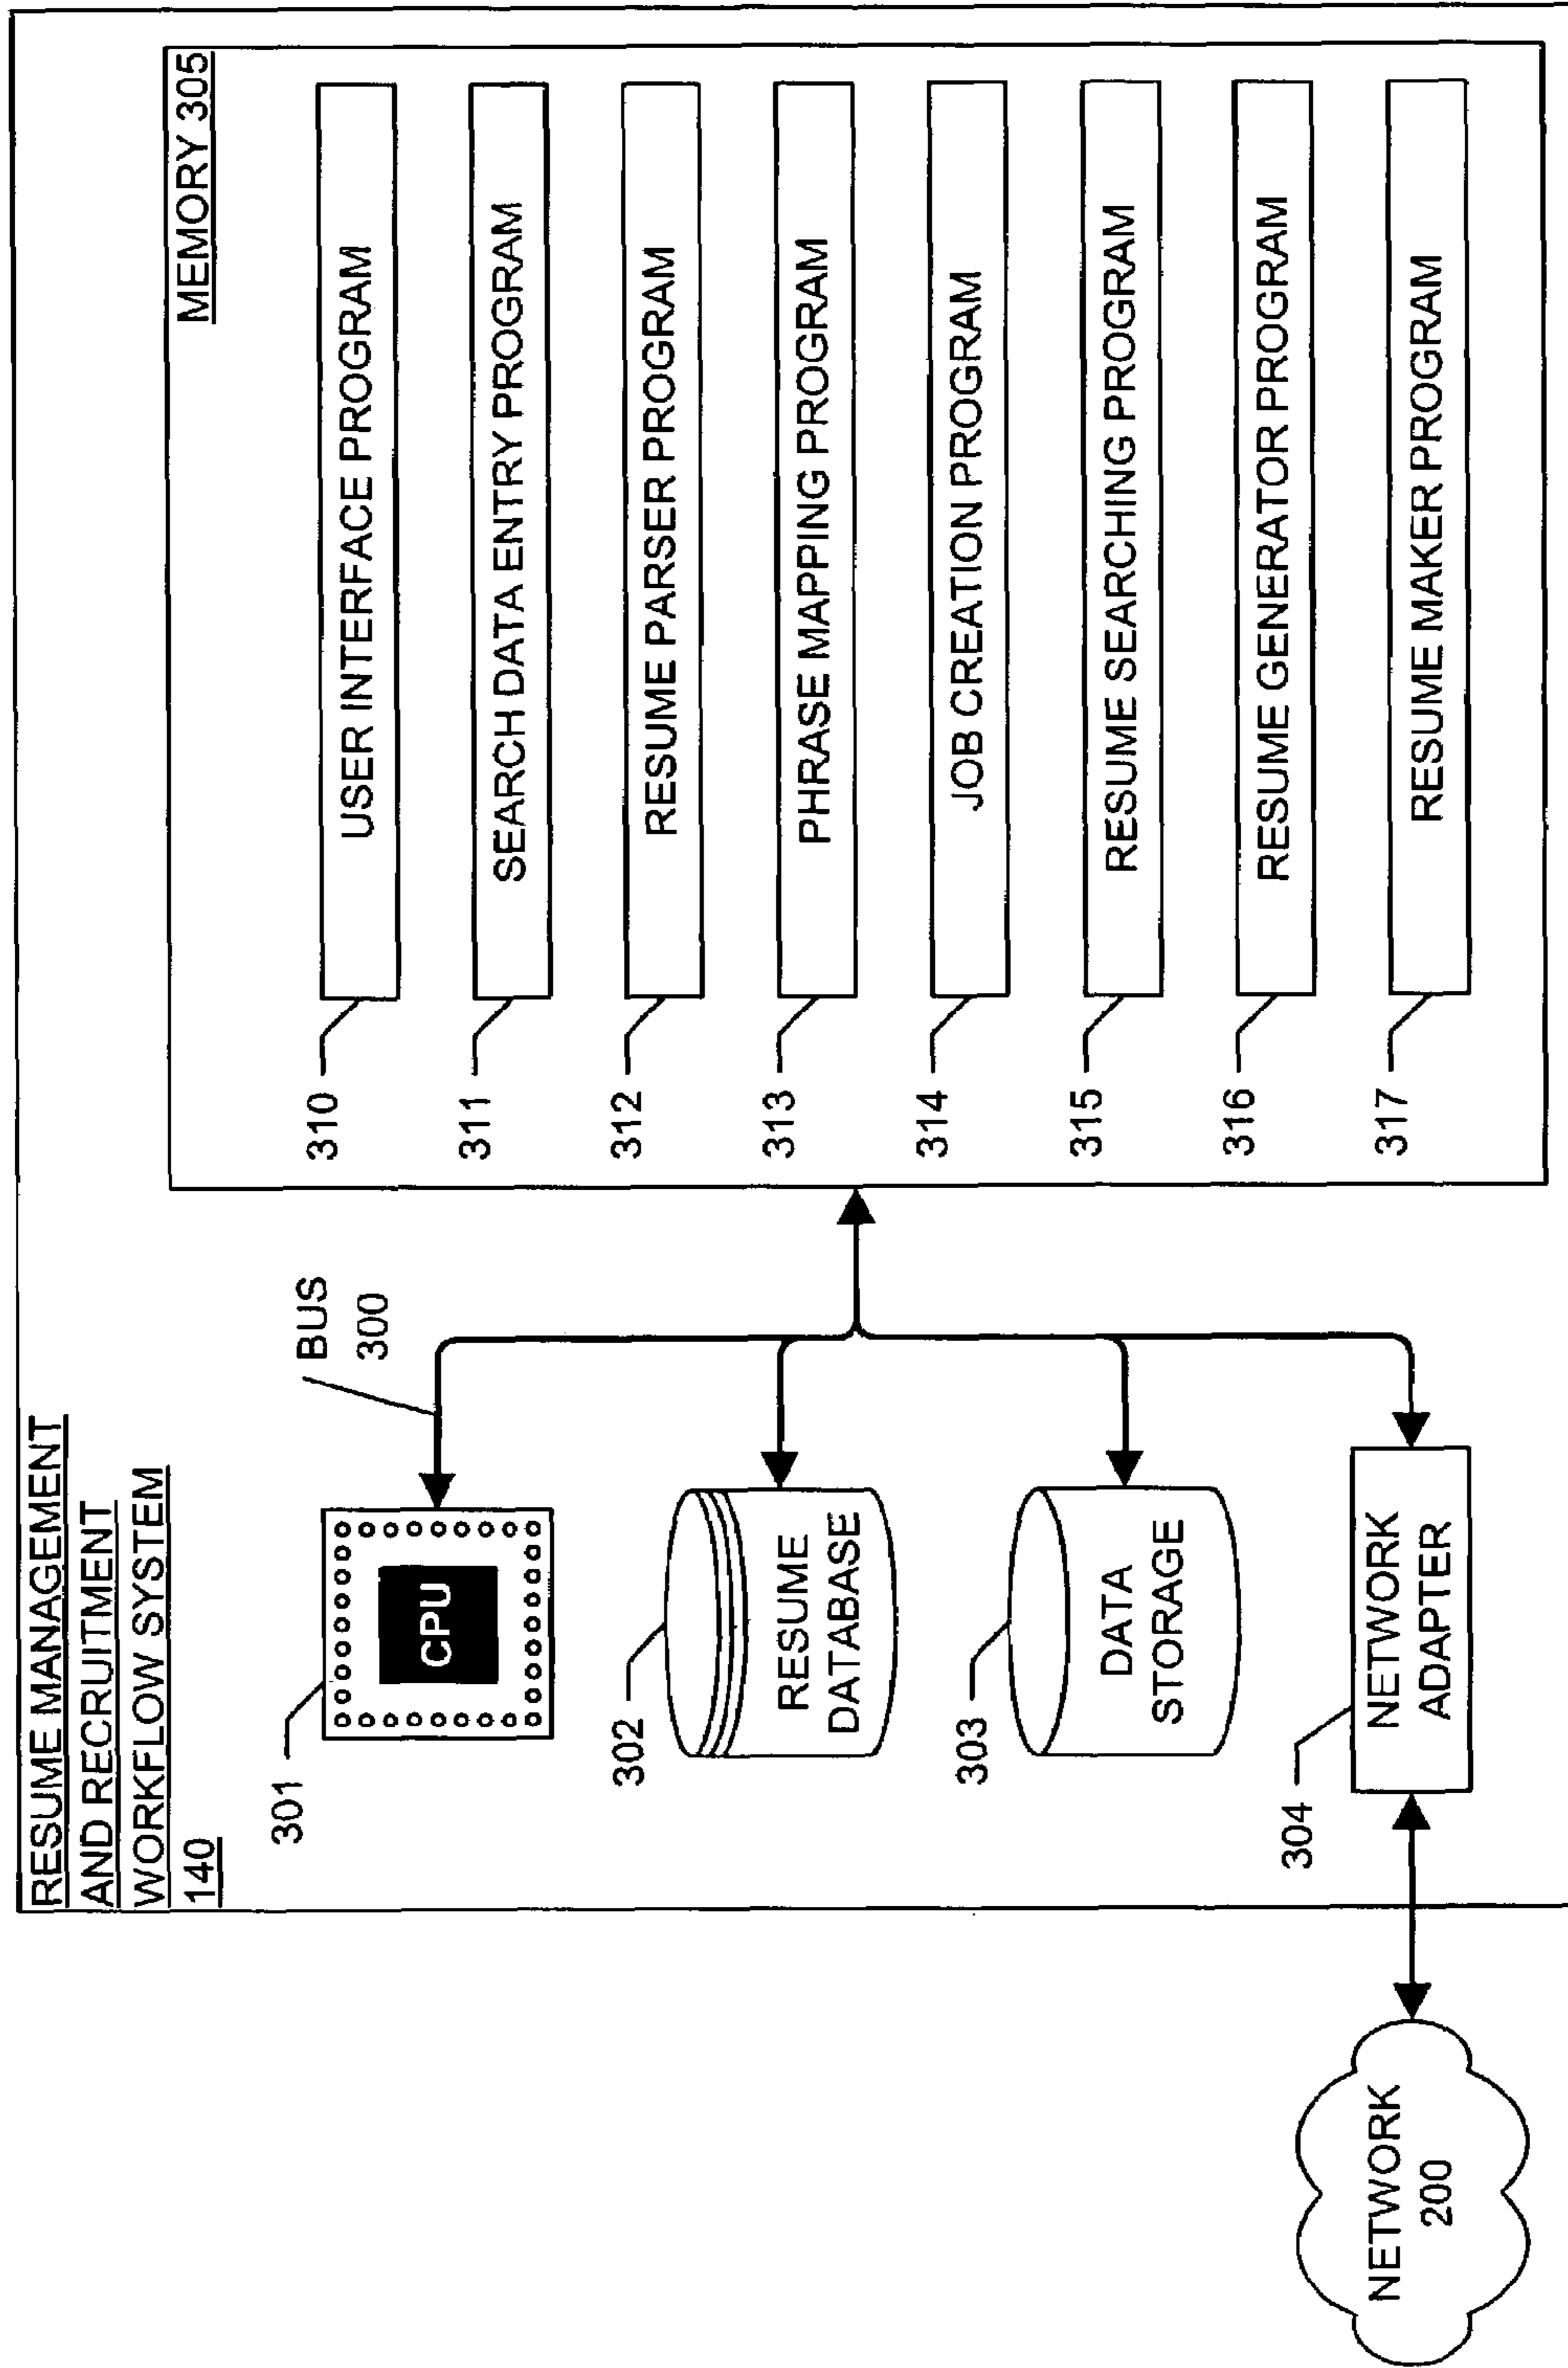 RESUME MANAGEMENT
AND RECRUITMENT
WORKFLOW SYSTEM
140
301
CPU
BUS
300
302
RESUME
DATABASE
303
DATA
STORAGE
304
NETWORK
ADAPTER
NETWORK
200
MEMORY 305
310
USER INTERFACE PROGRAM
311
SEARCH DATA ENTRY PROGRAM
312
RESUME PARSER PROGRAM
313
PHRASE MAPPING PROGRAM
314
JOB CREATION PROGRAM
315
RESUME SEARCHING PROGRAM
316
RESUME GENERATOR PROGRAM
317
RESUME MAKER PROGRAM